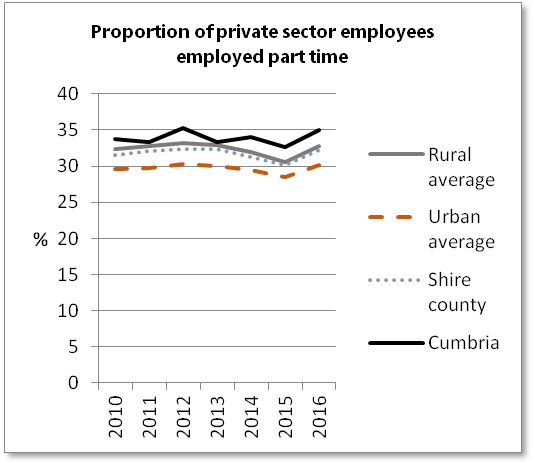 Proportion of private sector employees
employed part time
40
35
30
25
20
15
10
5
0
%
2010
2011
2012
2013
2014
2015
2016
Rural
average
Urban
average
Shire
county
Cumbria